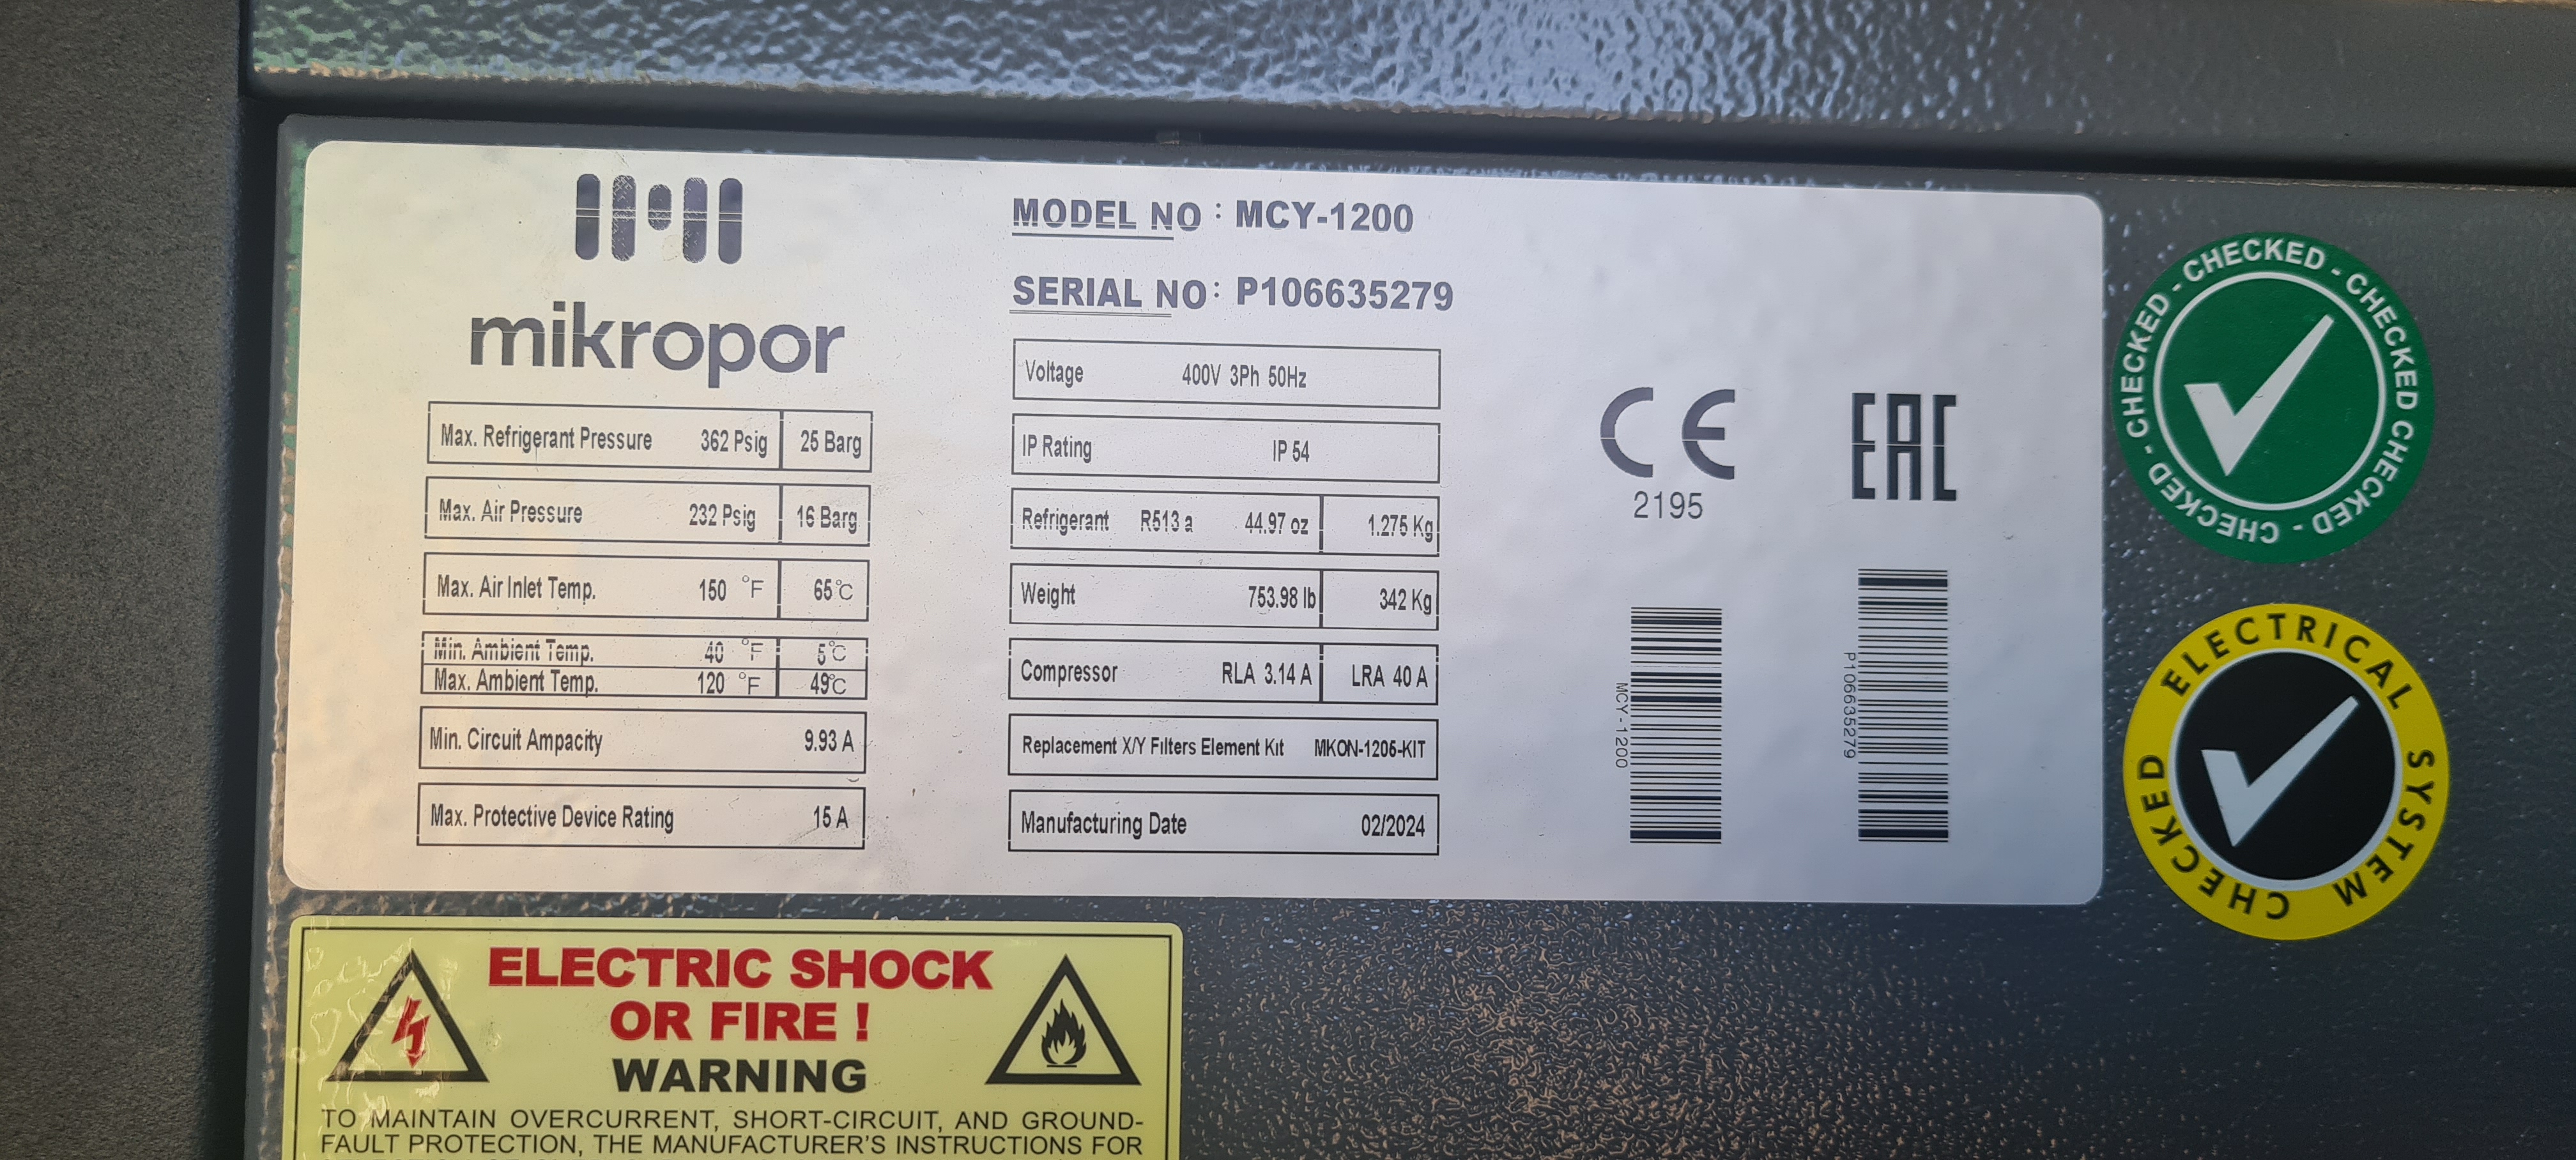 mikropor
Max. Refrigerant Pressure 362 Psig 25 Barg
Max. Air Pressure 232 Psig 16 Barg
Max. Air Inlet Temp. 150 °F 65°C
Min. Ambient Temp. 40 °F 5°C
Max. Ambient Temp. 120 °F 49°C
Min. Circuit Ampacity 9.93 A
Max. Protective Device Rating 15 A
MODEL NO : MCY-1200
SERIAL NO: P106635279
Voltage 400V 3Ph 50Hz
IP Rating IP 54
Refrigerant R513 a 44.97 oz 1.275 Kg
Weight 753.98 lb 342 Kg
Compressor RLA 3.14 A LRA 40 A
Replacement X/Y Filters Element Kit MKON-1205-KIT
Manufacturing Date 02/2024
CE
2195
EAC
MCY-1200
P106635279
CHECKED - CHECKED - CHECKED CHECKED - CHECKED - CHECKED - CHECKED -
ELECTRICAL SYSTEM CHECKED
ELECTRIC SHOCK
OR FIRE !
WARNING
TO MAINTAIN OVERCURRENT, SHORT-CIRCUIT, AND GROUND-
FAULT PROTECTION, THE MANUFACTURER'S INSTRUCTIONS FOR